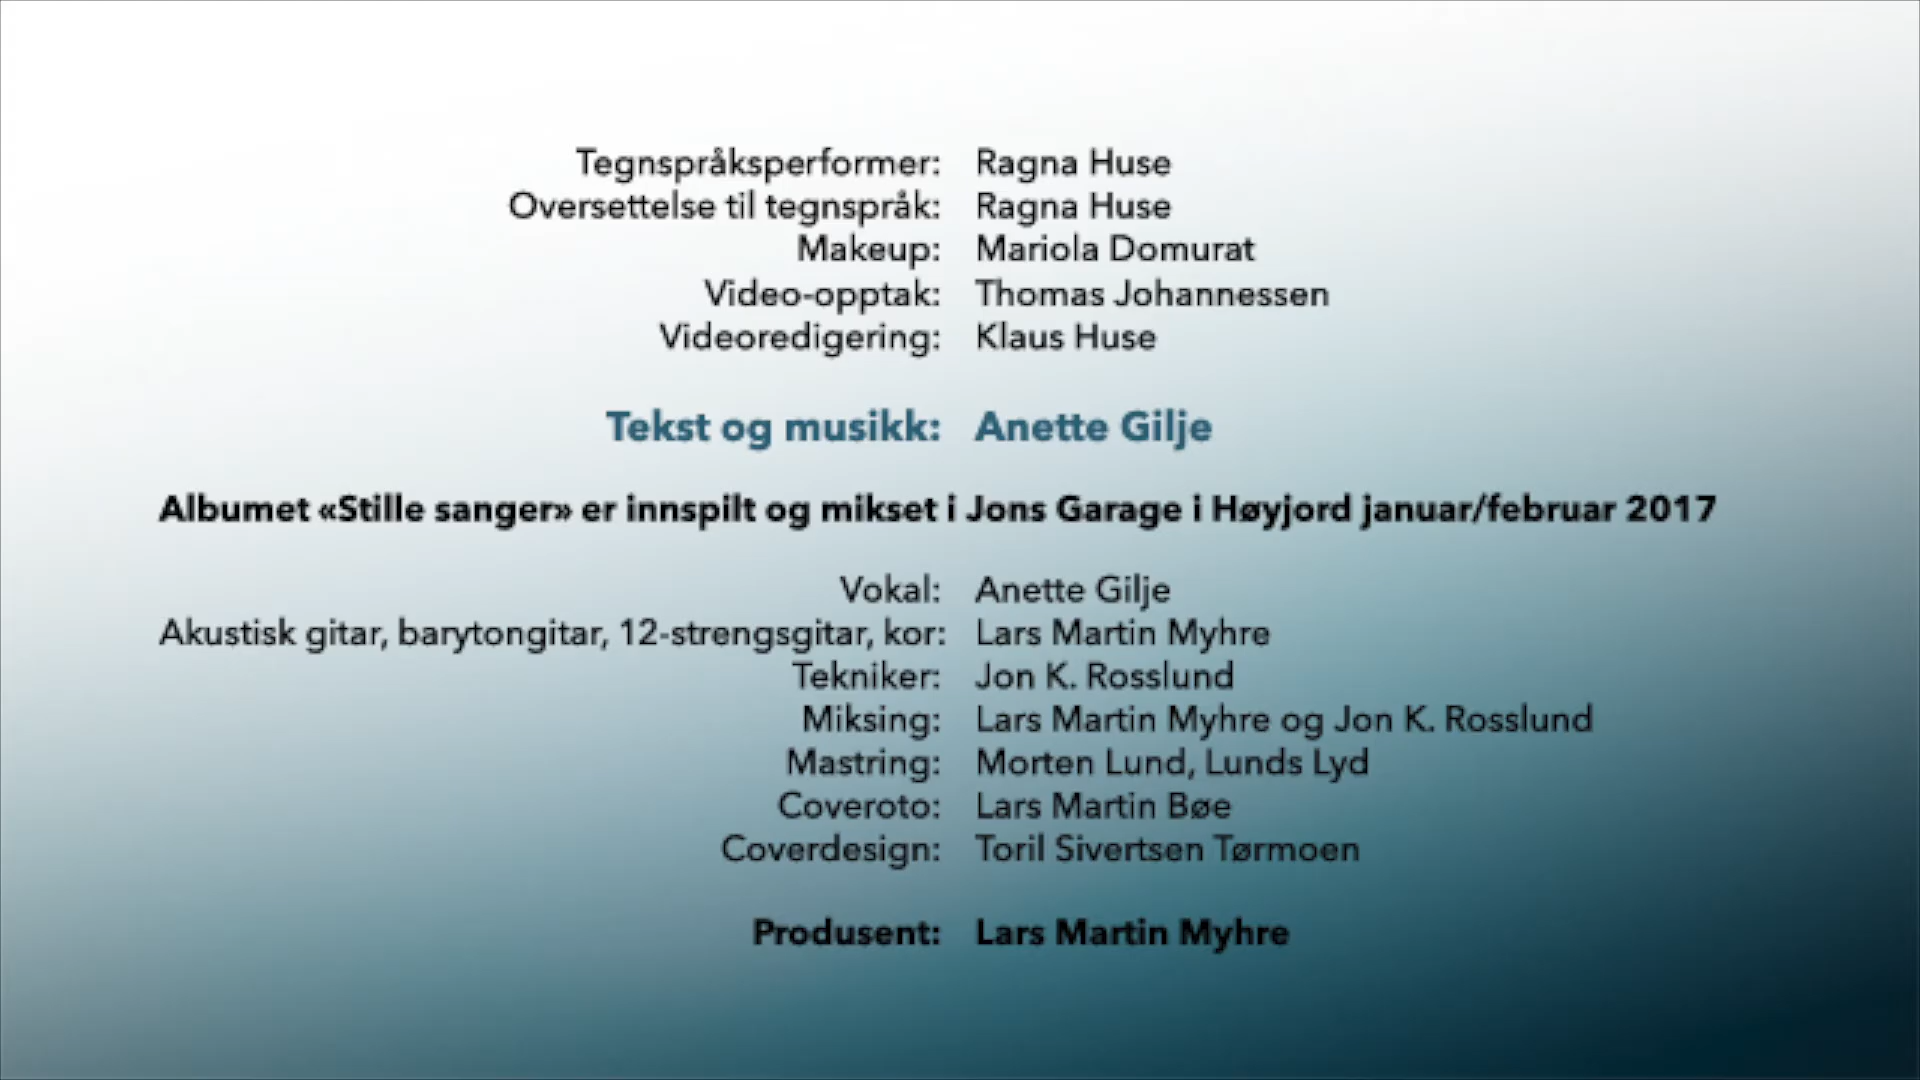 Tegnspråksperformer: Ragna Huse
Oversettelse til tegnspråk: Ragna Huse
Makeup: Mariola Domurat
Video-opptak: Thomas Johannessen
Videoredigering: Klaus Huse
Tekst og musikk: Anette Gilje
Albumet «Stille sanger» er innspilt og mikset i Jons Garage i Høyjord januar/februar 2017
Vokal: Anette Gilje
Akustisk gitar, barytongitar, 12-strengsgitar, kor: Lars Martin Myhre
Tekniker: Jon K. Rosslund
Miksing: Lars Martin Myhre og Jon K. Rosslund
Mastring: Morten Lund, Lunds Lyd
Coveroto: Lars Martin Bøe
Coverdesign: Toril Sivertsen Tørmoen
Produsent: Lars Martin Myhre